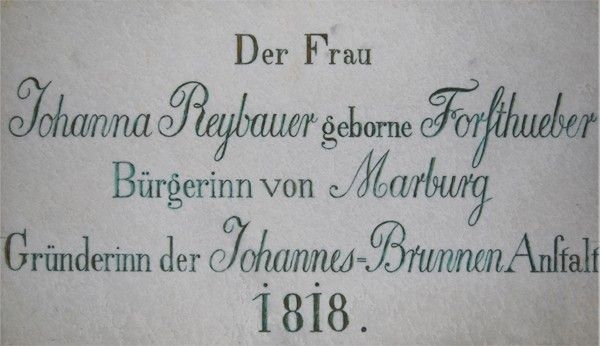 Der Frau
Johanna Reybauer geborne Forſthueber
Bürgerinn von Marburg
Gründerinn der Johannes=Brunnen Anſtalt
1818.